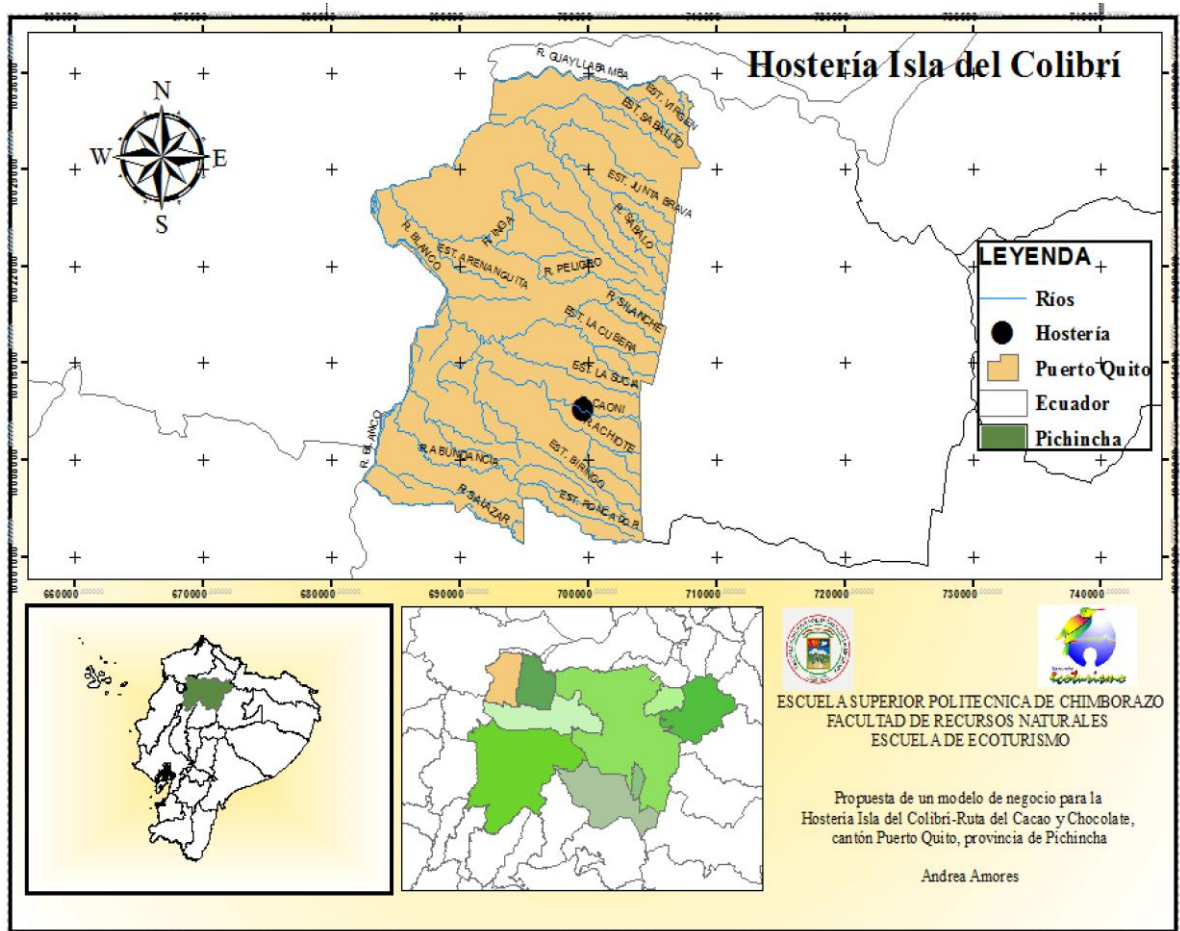 Hostería Isla del Colibrí
N
W E
S
R. GUAYLLABAMBA
EST. VIRGEN
EST. SABALITO
EST. JUNTA BRAVA
R. SABALO
R. INGA
R. BLANCO
EST. ARENANGUITA
R. PELIGRO
R. SILANCHE
EST. LA CUBERA
EST. LA SUCIA
CAONI
R. ACHIOTE
R. BLANCO
R. ABUNDANCIA
EST. BIRINGO
R. SALAZAR
EST. PONCADOR
LEYENDA
Ríos
Hostería
Puerto Quito
Ecuador
Pichincha
660000 670000 680000 690000 700000 710000 720000 730000 740000
ecoturismo
ESCUELA SUPERIOR POLITECNICA DE CHIMBORAZO
FACULTAD DE RECURSOS NATURALES
ESCUELA DE ECOTURISMO
Propuesta de un modelo de negocio para la
Hosteria Isla del Colibrí-Ruta del Cacao y Chocolate,
cantón Puerto Quito, provincia de Pichincha
Andrea Amores